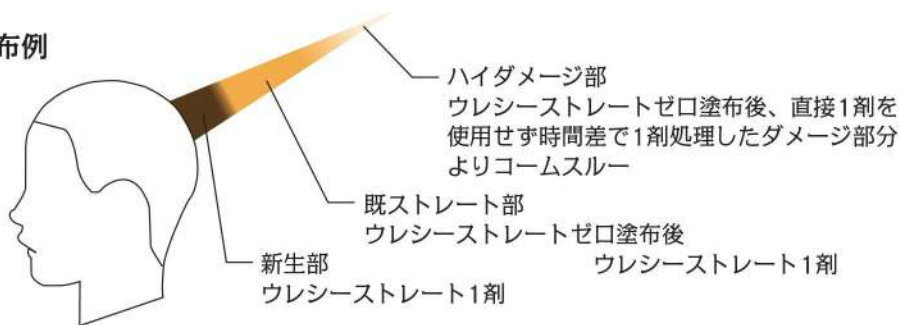 布例
ハイダメージ部
ウレシーストレートゼロ塗布後、直接1剤を
使用せず時間差で1剤処理したダメージ部分
よりコームスルー
既ストレート部
ウレシーストレートゼロ塗布後
ウレシーストレート1剤
新生部
ウレシーストレート1剤